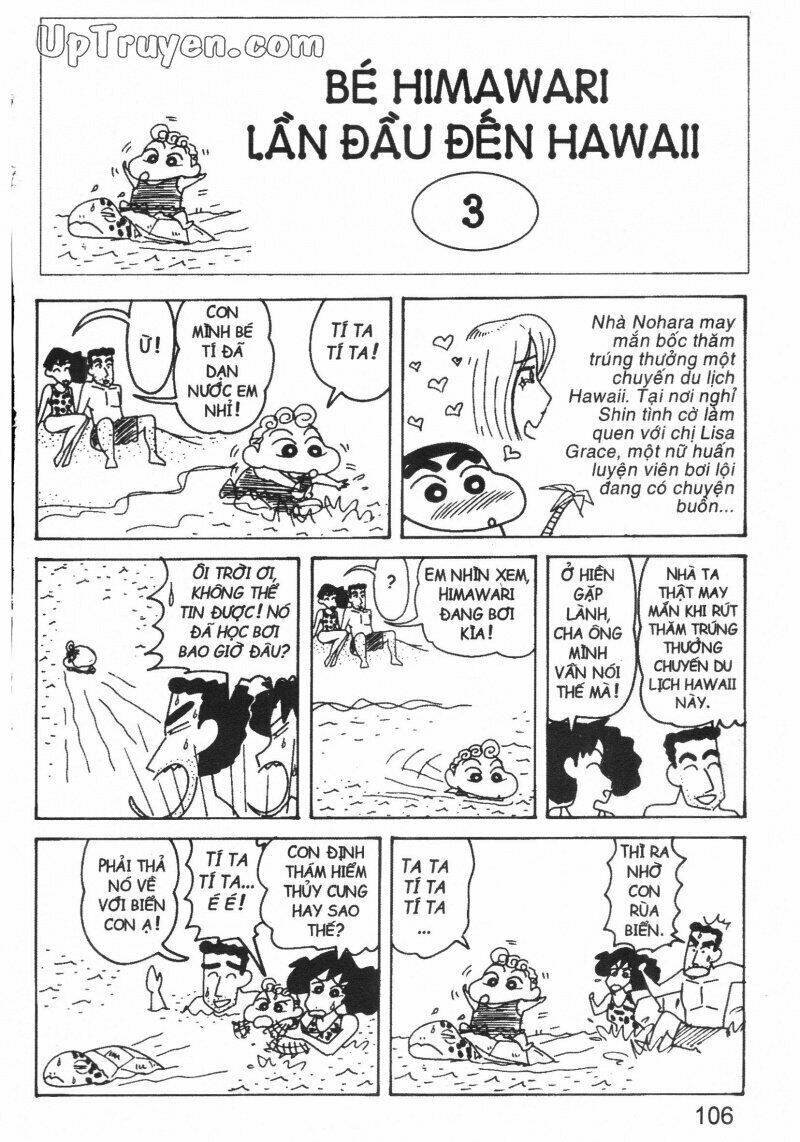 UpTruyen.com
BÉ HIMAWARI
LẦN ĐẦU ĐẾN HAWAII
3
Nhà Nohara may
mắn bốc thăm
trúng thưởng một
chuyến du lịch
Hawaii. Tại nơi nghỉ
Shin tình cờ làm
quen với chị Lisa
Grace, một nữ huấn
luyện viên bơi lội
đang có chuyện
buồn...
TÍ TA
TÍ TA!
CON
MÌNH BÉ
TÍ ĐÃ
DẠN
NƯỚC EM
NHỈ!
Ừ!
NHÀ TA
THẬT MAY
MẮN KHI RÚT
THĂM TRÚNG
THƯỞNG
CHUYẾN DU
LỊCH HAWAII
NÀY.
Ở HIỀN
GẶP
LÀNH,
CHA ÔNG
MÌNH
VẪN NÓI
THẾ MÀ!
EM NHÌN XEM,
HIMAWARI
ĐANG BƠI
KÌA!
?
ÔI TRỜI ƠI,
KHÔNG THỂ
TIN ĐƯỢC! NÓ
ĐÃ HỌC BƠI
BAO GIỜ ĐÂU?
THÌ RA
NHỜ
CON
RÙA
BIỂN.
TA TA
TÍ TA
TÍ TA
...
CON ĐỊNH
THÁM HIỂM
THỦY CUNG
HAY SAO
THẾ?
TÍ TA
TÍ TA...
É É!
PHẢI THẢ
NÓ VỀ
VỚI BIỂN
CON Ạ!
106